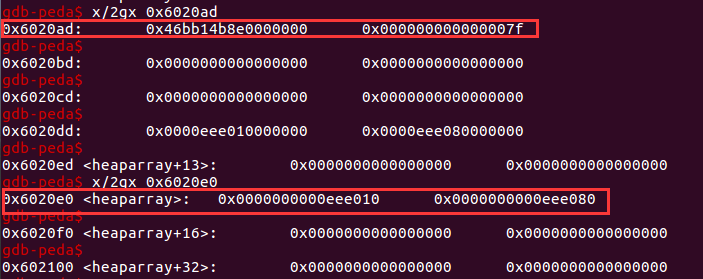 gdb-peda$ x/2gx 0x6020ad
0x6020ad: 0x46bb14b8e0000000 0x000000000000007f
gdb-peda$
0x6020bd: 0x0000000000000000 0x0000000000000000
gdb-peda$
0x6020cd: 0x0000000000000000 0x0000000000000000
gdb-peda$
0x6020dd: 0x0000eee010000000 0x0000eee080000000
gdb-peda$
0x6020ed <heaparray+13>: 0x0000000000000000 0x0000000000000000
gdb-peda$ x/2gx 0x6020e0
0x6020e0 <heaparray>: 0x0000000000eee010 0x0000000000eee080
gdb-peda$
0x6020f0 <heaparray+16>: 0x0000000000000000 0x0000000000000000
gdb-peda$
0x602100 <heaparray+32>: 0x0000000000000000 0x0000000000000000